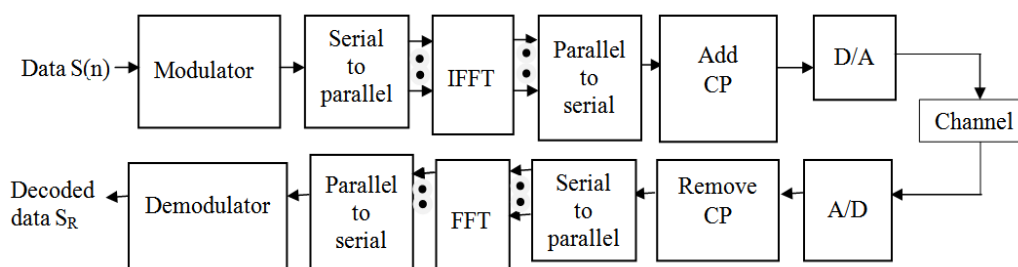 Data S(n)
Modulator
Serial
to
parallel
IFFT
Parallel
to
serial
Add
CP
D/A
Channel
Decoded
data SR
Demodulator
Parallel
to
serial
FFT
Serial
to
parallel
Remove
CP
A/D